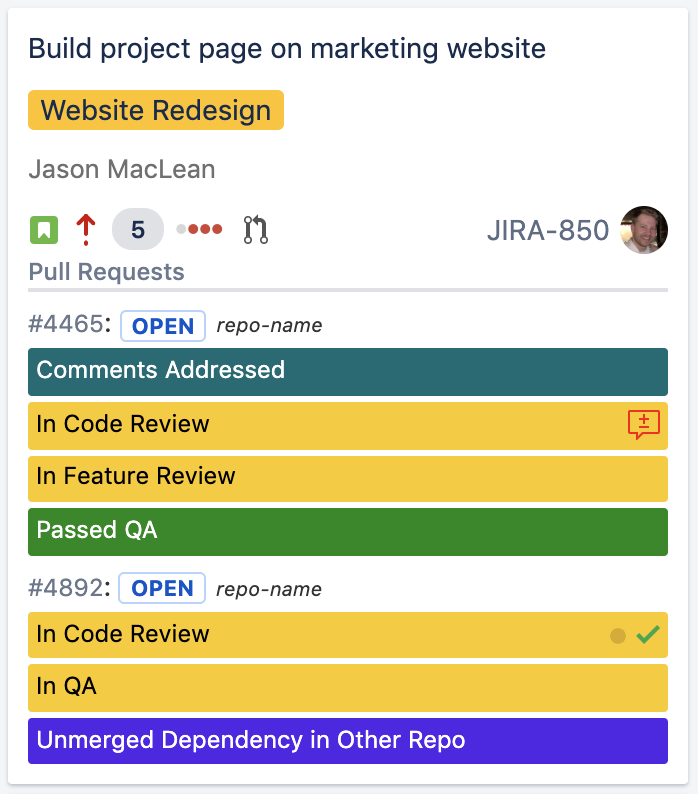 Build project page on marketing website
Website Redesign
Jason MacLean
5
JIRA-850
Pull Requests
#4465: OPEN repo-name
Comments Addressed
In Code Review
In Feature Review
Passed QA
#4892: OPEN repo-name
In Code Review
In QA
Unmerged Dependency in Other Repo